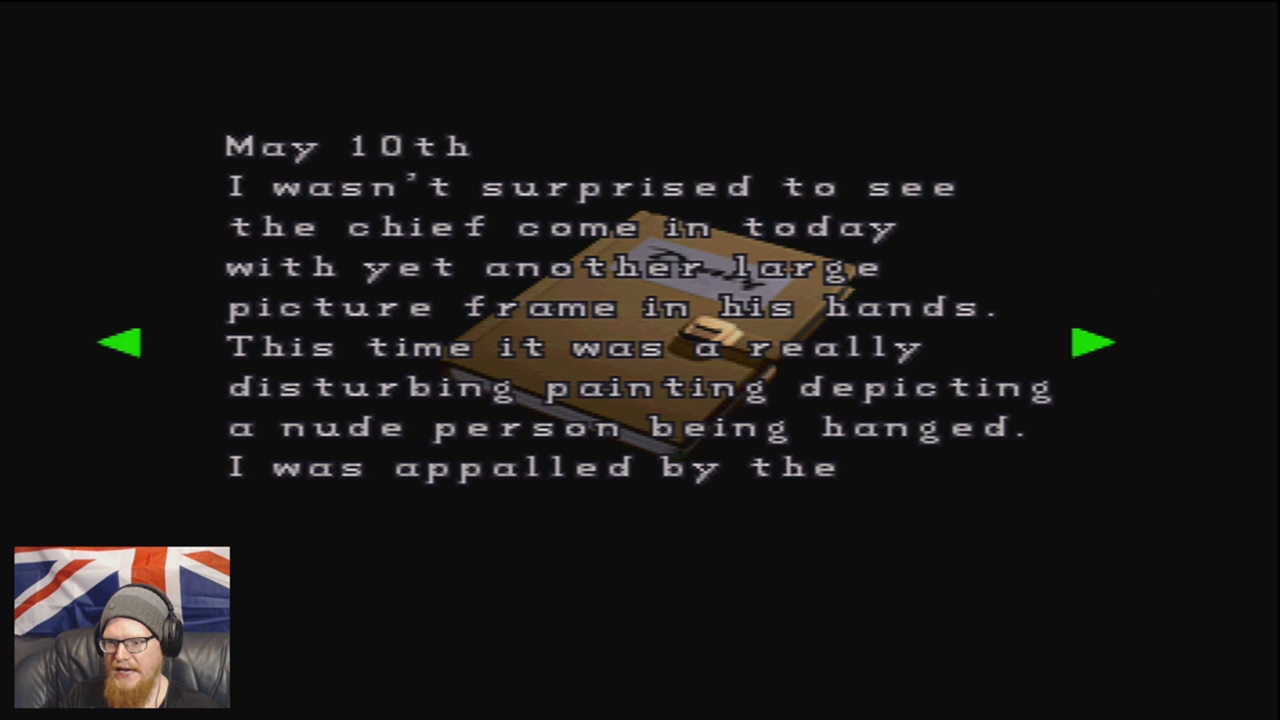 May 10th
I wasn't surprised to see
the chief come in today
with yet another large
picture frame in his hands.
This time it was a really
disturbing painting depicting
a nude person being hanged.
I was appalled by the